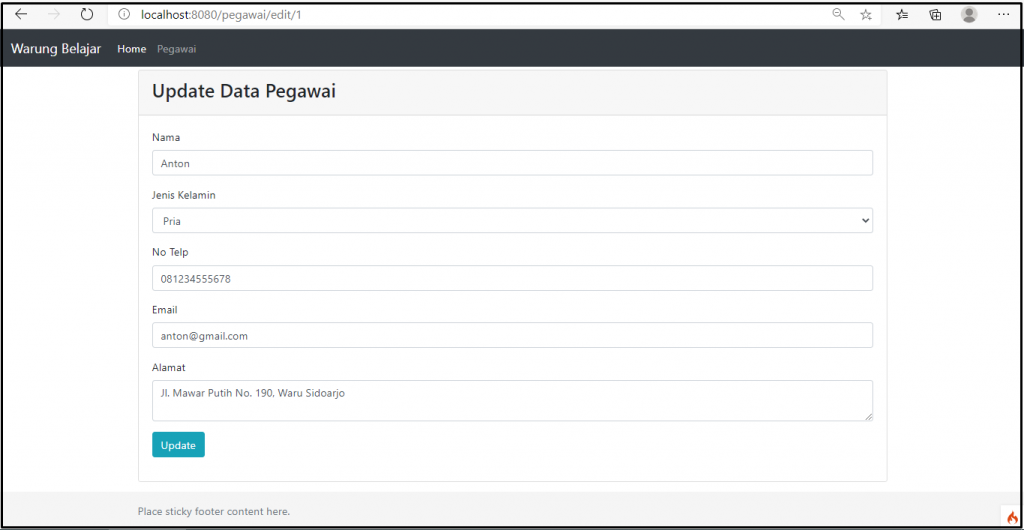 localhost:8080/pegawai/edit/1
Warung Belajar Home Pegawai
Update Data Pegawai
Nama
Anton
Jenis Kelamin
Pria
No Telp
081234555678
Email
anton@gmail.com
Alamat
Jl. Mawar Putih No. 190, Waru Sidoarjo
Update
Place sticky footer content here.